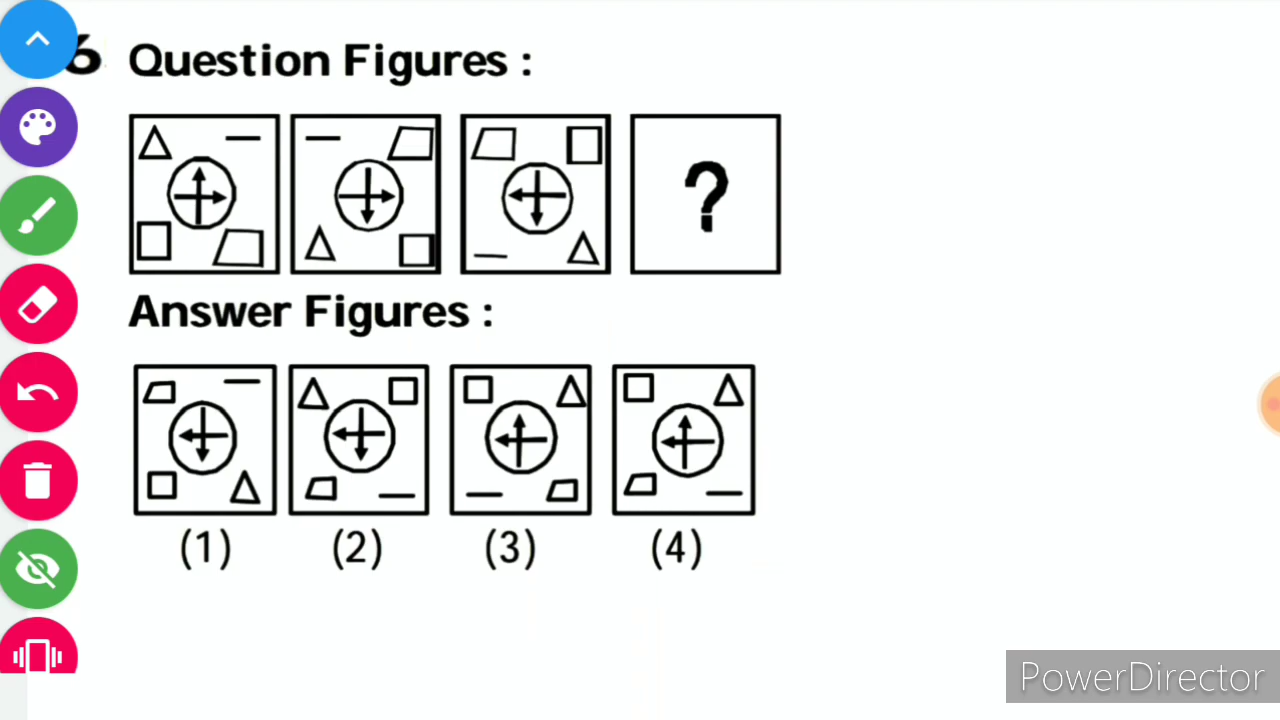 6 Question Figures :
?
Answer Figures :
(1) (2) (3) (4)
PowerDirector